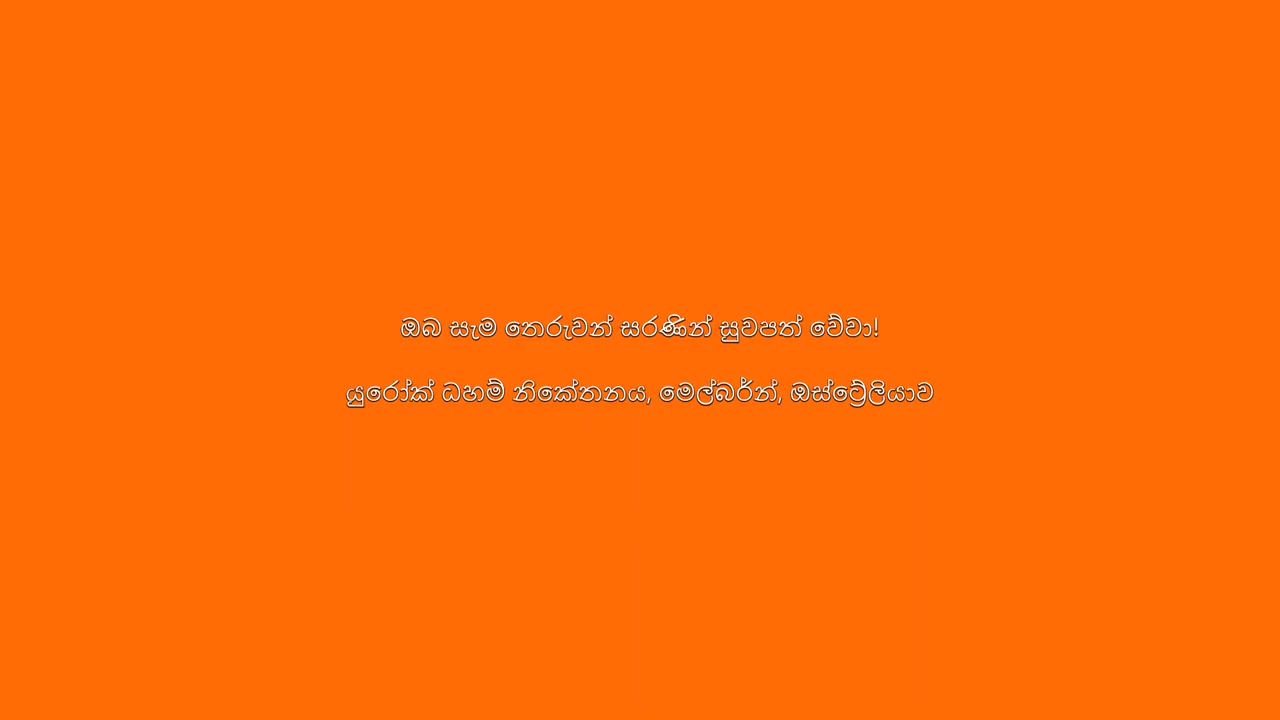 ඔබ සැම තෙරුවන් සරණින් සුවපත් වේවා!
යුරෝක් ධහම් නිකේතනය, මෙල්බර්න්, ඔස්ට්‍රේලියාව